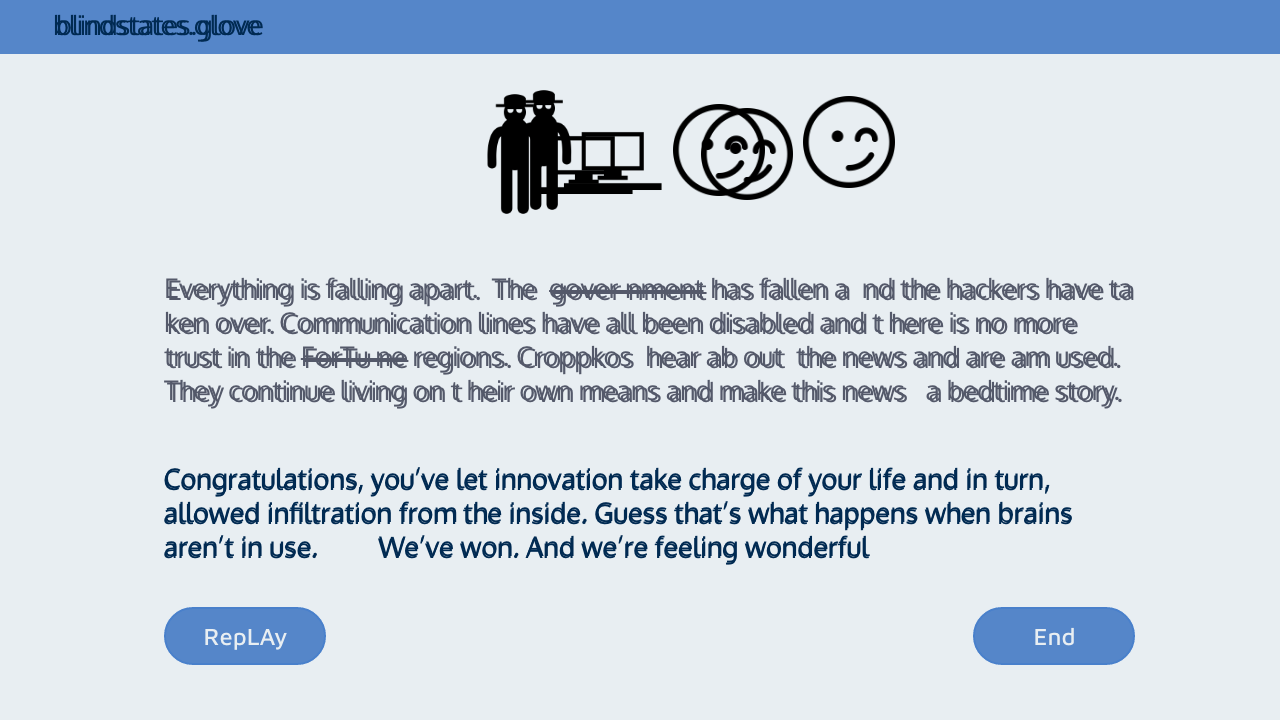 blindstates.glove
Everything is falling apart.  The  gover nment has fallen a  nd the hackers have ta
ken over. Communication lines have all been disabled and t here is no more
trust in the ForTu ne regions. Croppkos  hear ab out  the news and are am used.
They continue living on t heir own means and make this news   a bedtime story.
Congratulations, you've let innovation take charge of your life and in turn,
allowed infiltration from the inside. Guess that's what happens when brains
aren't in use.        We've won. And we're feeling wonderful
RepLAy
End